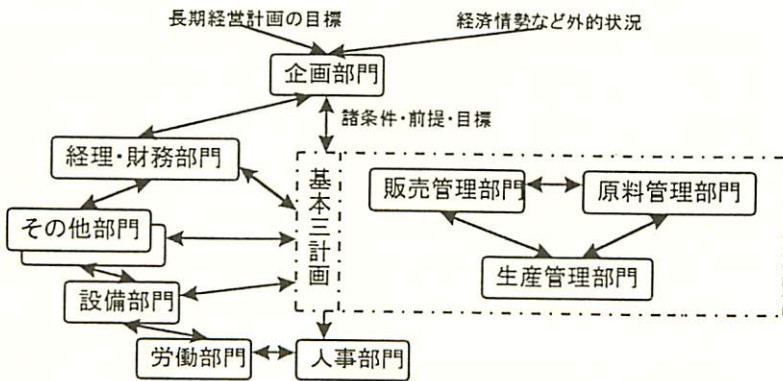 長期経営計画の目標
経済情勢など外的状況
企画部門
諸条件・前提・目標
経理・財務部門
基本三計画
販売管理部門
原料管理部門
その他部門
生産管理部門
設備部門
労働部門
人事部門